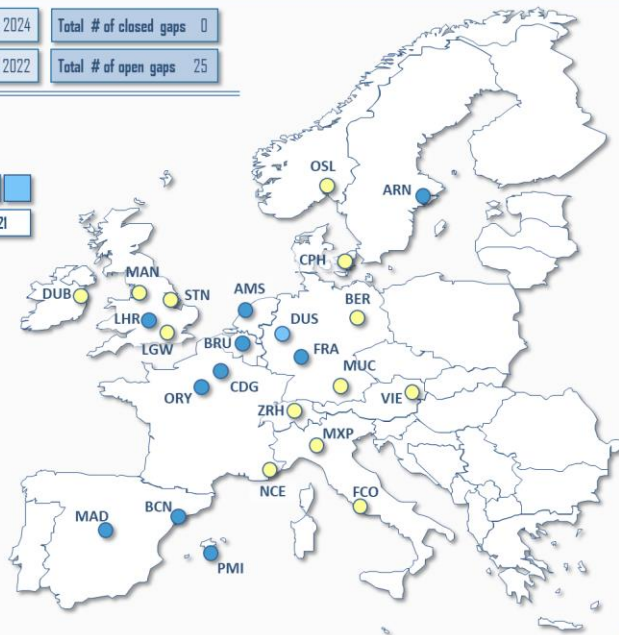 2024
Total # of closed gaps 0
2022
Total # of open gaps 25
21
OSL
ARN
CPH
MAN
DUB
STN
AMS
BER
LHR
DUS
LGW
BRU
FRA
MUC
CDG
ORY
VIE
ZRH
MXP
NCE
FCO
BCN
MAD
PMI